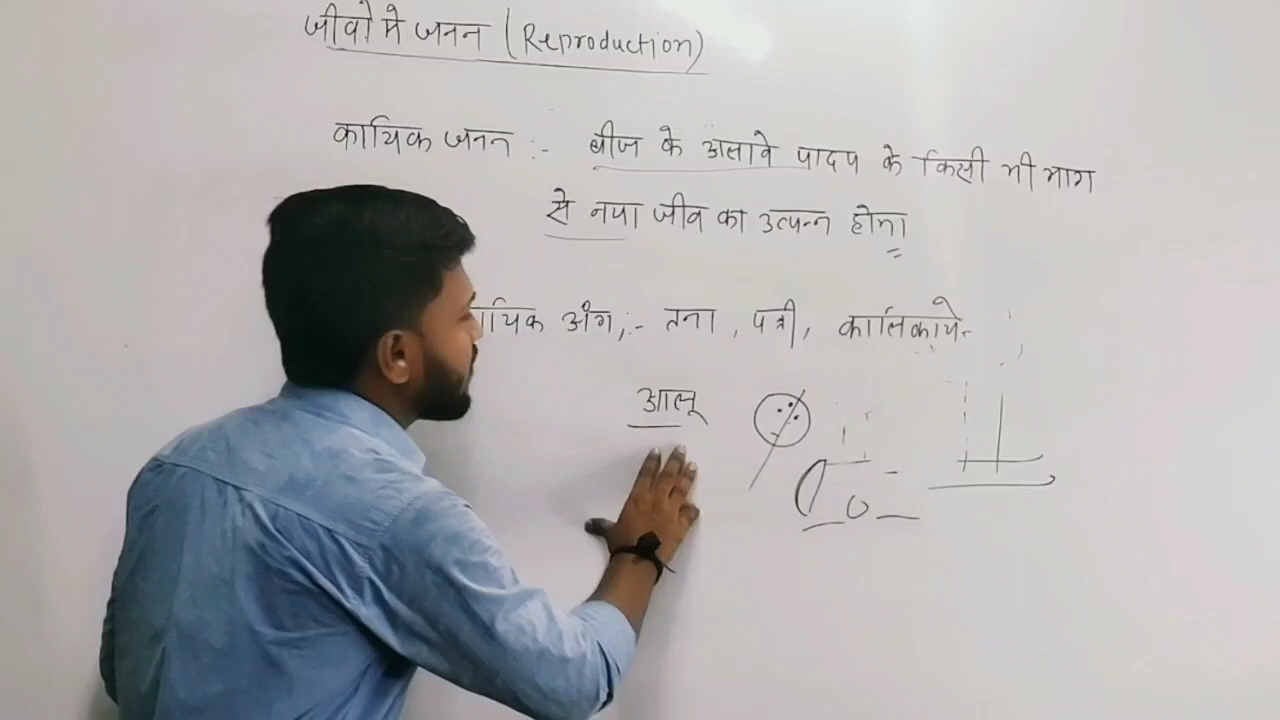 जीवो मे जनन (Reproduction)
कायिक जनन :- बीज के अलावे पादप के किसी भी भाग
से नया जीव का उत्पन्न होना
यिक अंग,:- तना, पत्ती, कालिकाये-
आलू